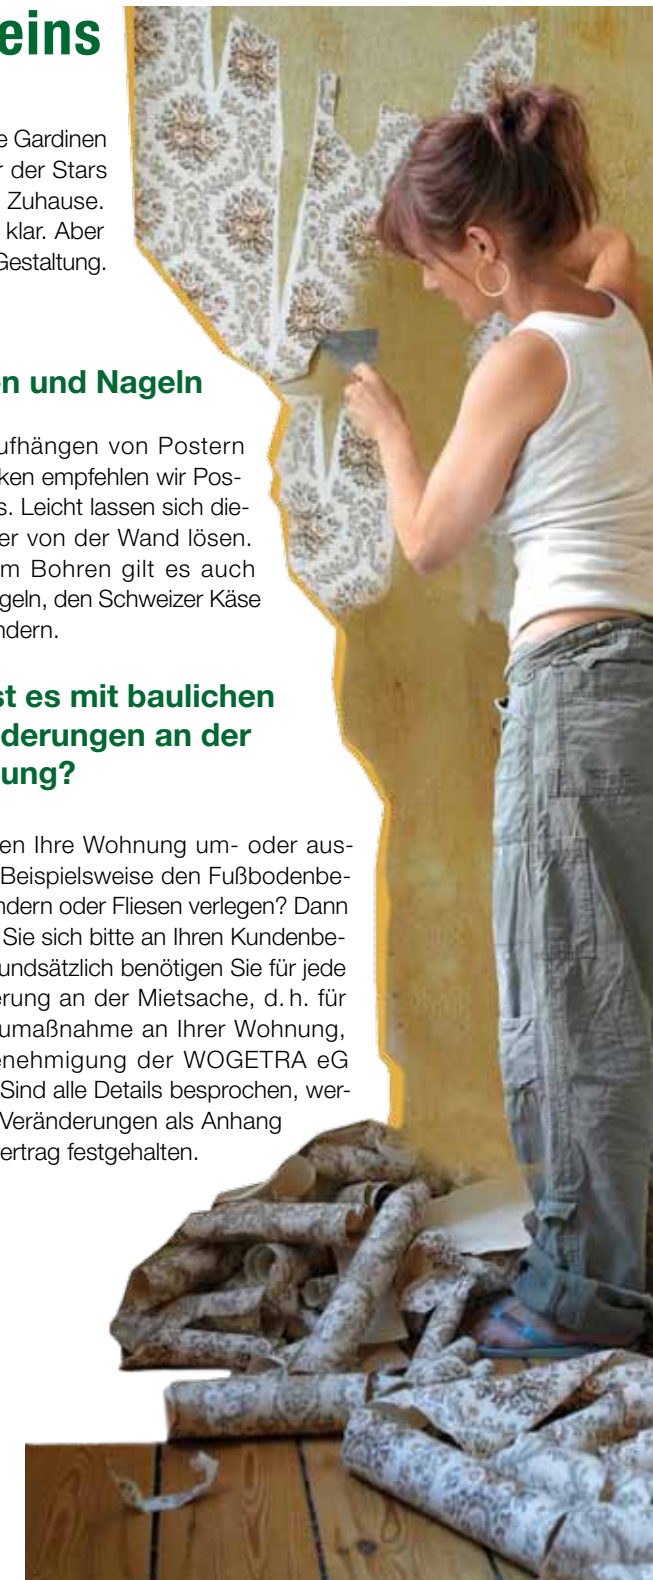 eins
e Gardinen
r der Stars
Zuhause.
klar. Aber
Gestaltung.
n und Nageln
ufhängen von Postern
ken empfehlen wir Pos-
s. Leicht lassen sich die-
er von der Wand lösen.
m Bohren gilt es auch
geln, den Schweizer Käse
ndern.
st es mit baulichen
derungen an der
ung?
en Ihre Wohnung um- oder aus-
Beispielsweise den Fußbodenbe-
ndern oder Fliesen verlegen? Dann
Sie sich bitte an Ihren Kundenbe-
undsätzlich benötigen Sie für jede
erung an der Mietsache, d. h. für
umaßnahme an Ihrer Wohnung,
enehmigung der WOGETRA eG
Sind alle Details besprochen, wer-
Veränderungen als Anhang
ertrag festgehalten.